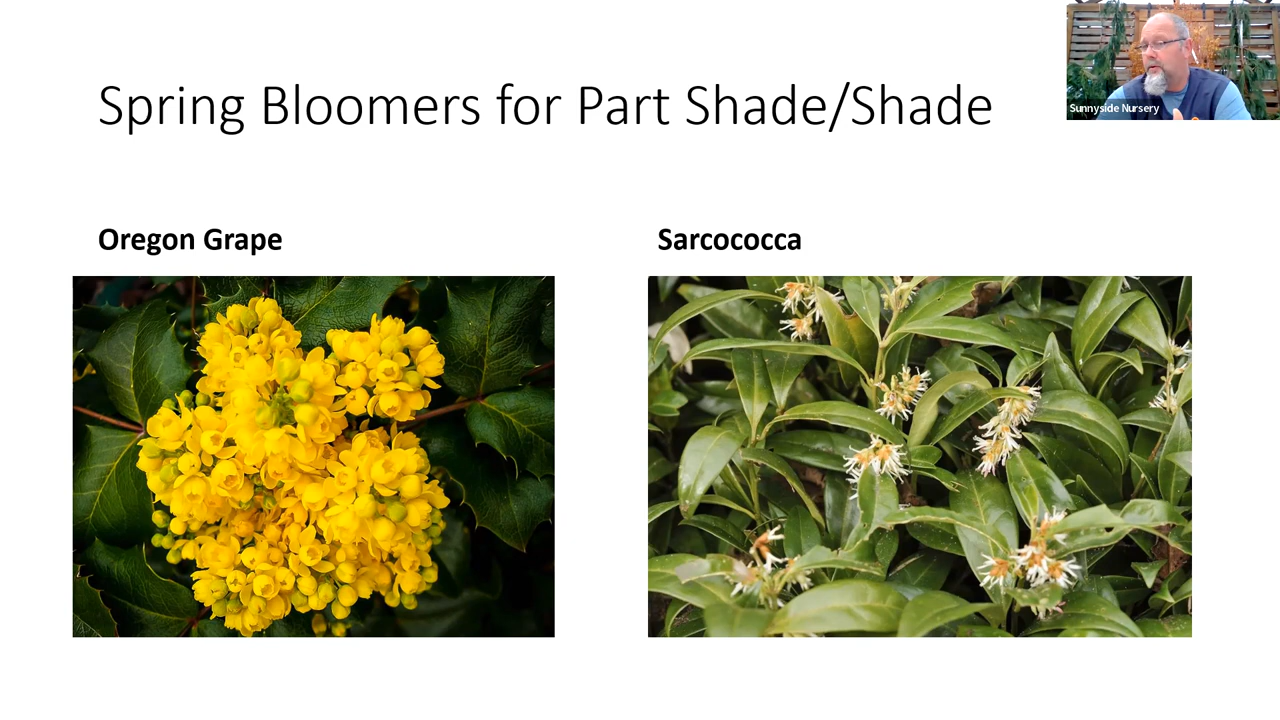 Spring Bloomers for Part Shade/Shade
Sunnyside Nursery
Oregon Grape
Sarcococca